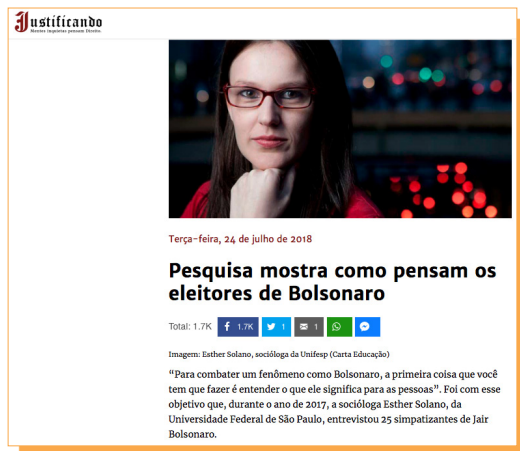 Justificando
Mentes inquietas pensam Direito.
Terça-feira, 24 de julho de 2018
Pesquisa mostra como pensam os
eleitores de Bolsonaro
Total: 1.7K 1.7K 1 1
Imagem: Esther Solano, socióloga da Unifesp (Carta Educação)
“Para combater um fenômeno como Bolsonaro, a primeira coisa que você
tem que fazer é entender o que ele significa para as pessoas”. Foi com esse
objetivo que, durante o ano de 2017, a socióloga Esther Solano, da
Universidade Federal de São Paulo, entrevistou 25 simpatizantes de Jair
Bolsonaro.